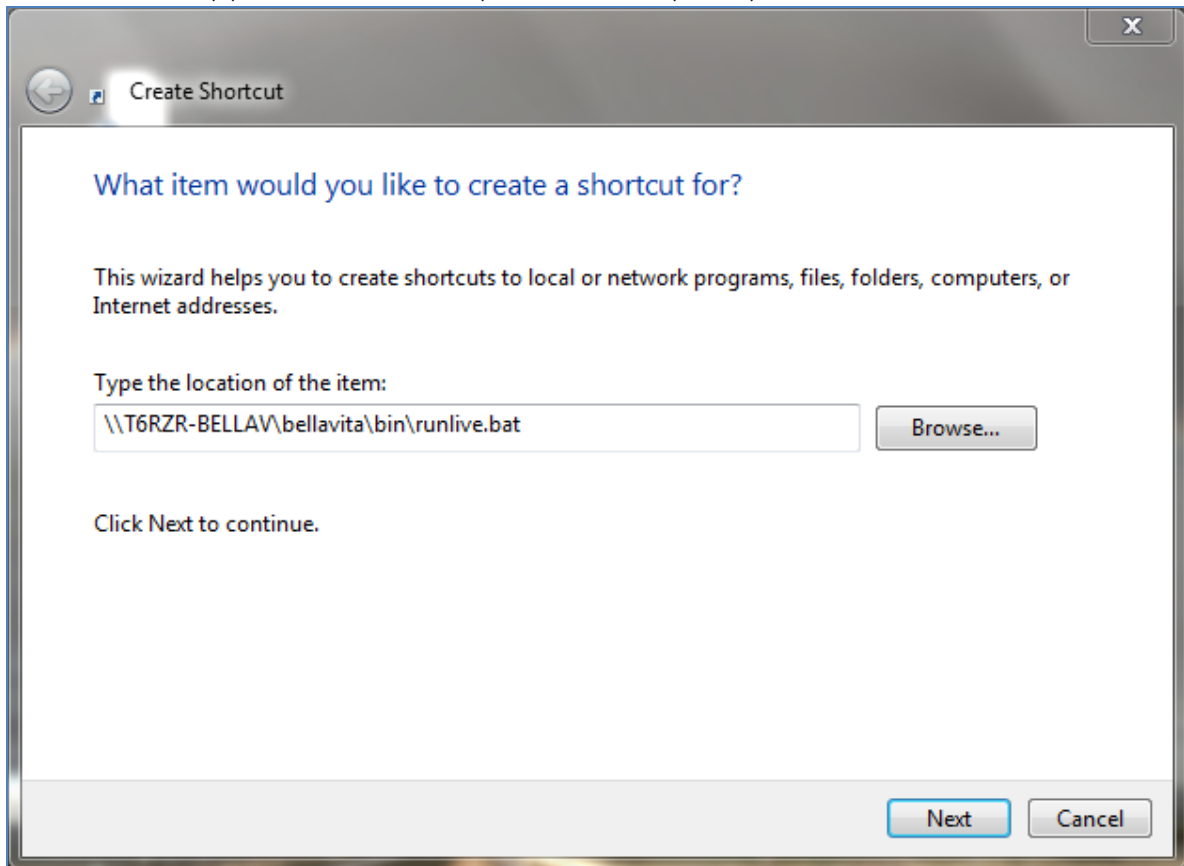 X
Create Shortcut
What item would you like to create a shortcut for?
This wizard helps you to create shortcuts to local or network programs, files, folders, computers, or
Internet addresses.
Type the location of the item:
\\T6RZR-BELLAV\bellavita\bin\runlive.bat
Browse...
Click Next to continue.
Next
Cancel